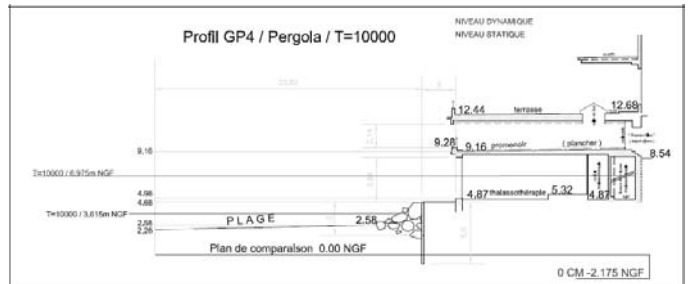 Profil GP4 / Pergola / T=10000
NIVEAU DYNAMIQUE
NIVEAU STATIQUE
12.44 terrasse 12.68
9.28 9.16 promenoir ( plancher ) 8.54
9.16
T=10000 / 6.975m NGF
4.87 thalassothérapie 5.32 4.87
4.98
4.68
T=10000 / 3.615m NGF
PLAGE 2.58
2.58
2.26
Plan de comparaison 0.00 NGF
0 CM -2.175 NGF